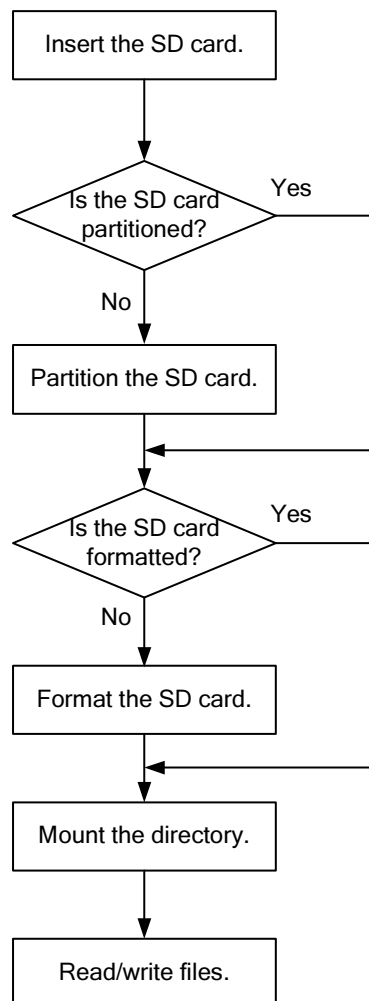 Insert the SD card.
Is the SD card
partitioned?
Yes
No
Partition the SD card.
Is the SD card
formatted?
Yes
No
Format the SD card.
Mount the directory.
Read/write files.